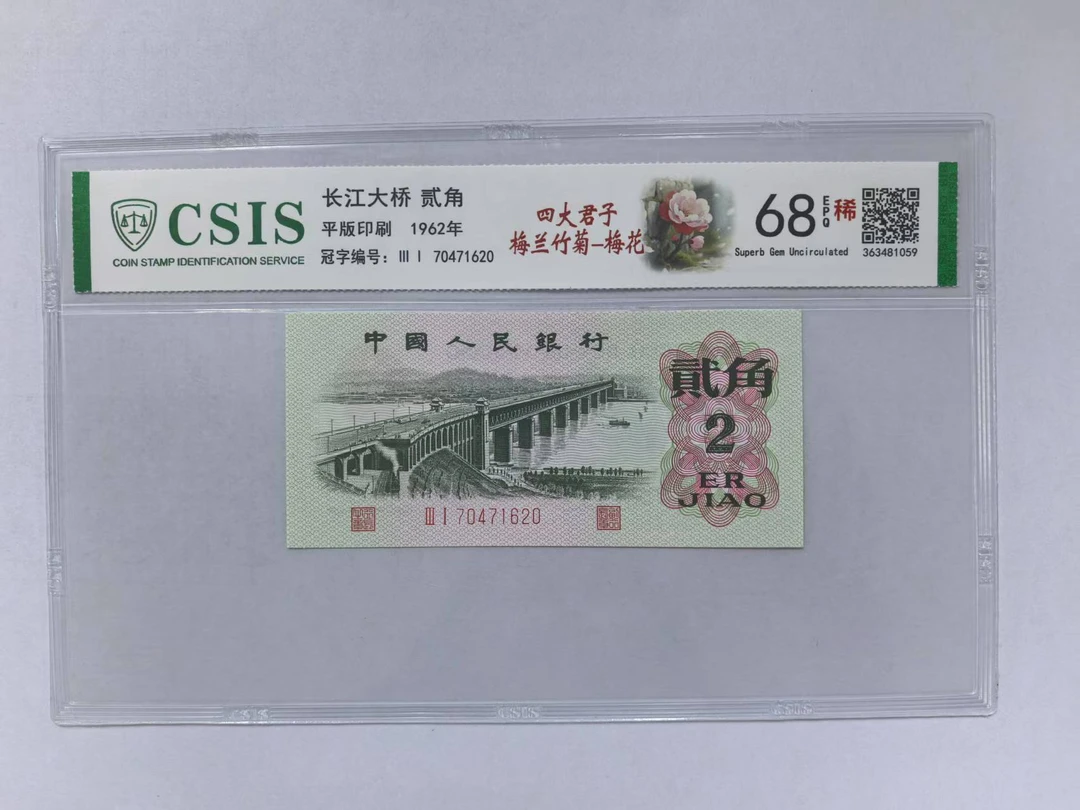 CSIS
COIN STAMP IDENTIFICATION SERVICE
长江大桥 贰角
平版印刷 1962年
冠字编号: Ⅲ Ⅰ 70471620
四大君子
梅兰竹菊—梅花
68
EPQ
稀
Superb Gem Uncirculated
363481059
中國人民銀行
貳角
2
ER
JIAO
Ⅲ Ⅰ 70471620
CSIS